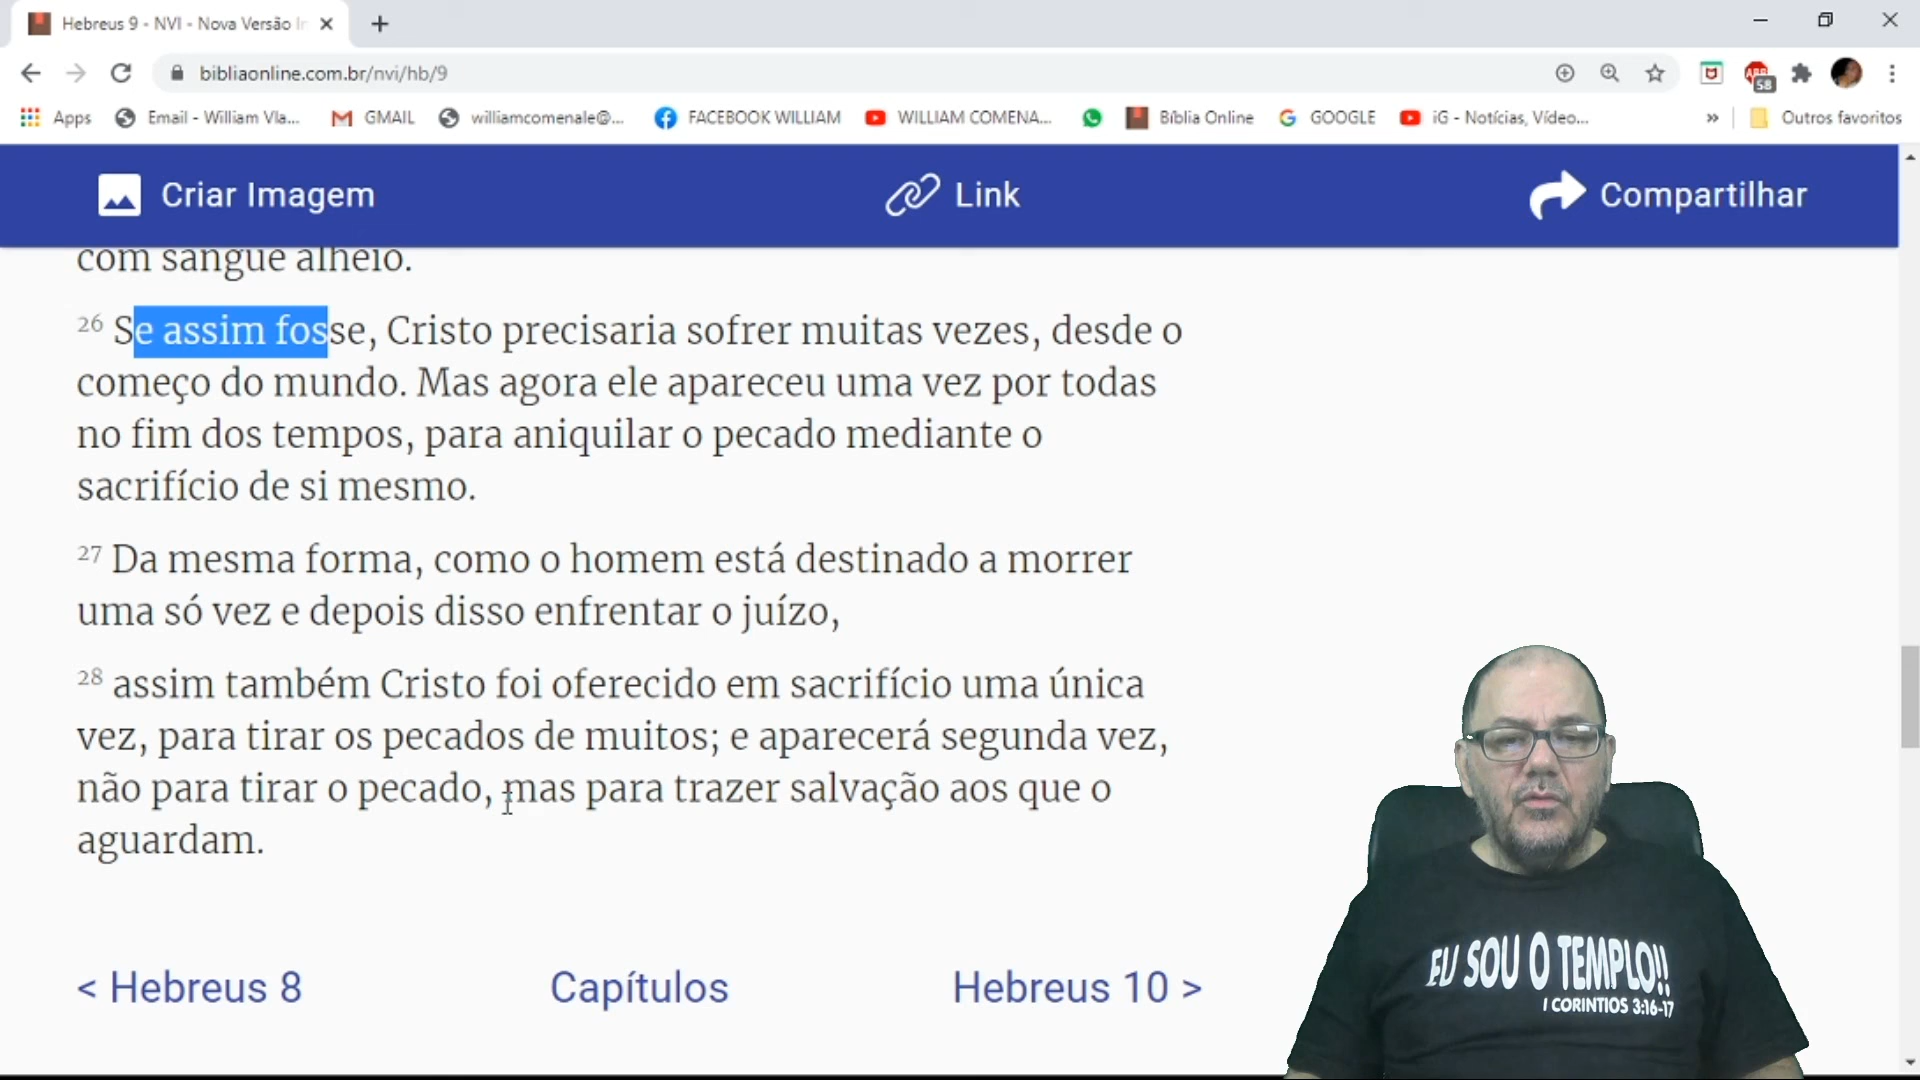 Hebreus 9 - NVI - Nova Versão In
bibliaonline.com.br/nvi/hb/9
ABP
58
Apps
Email - William Vla...
GMAIL
williamcomenale@...
FACEBOOK WILLIAM
WILLIAM COMENA...
Bíblia Online
GOOGLE
iG - Notícias, Vídeo...
»
Outros favoritos
Criar Imagem
Link
Compartilhar
com sangue alheio.
26 Se assim fosse, Cristo precisaria sofrer muitas vezes, desde o
começo do mundo. Mas agora ele apareceu uma vez por todas
no fim dos tempos, para aniquilar o pecado mediante o
sacrifício de si mesmo.
27 Da mesma forma, como o homem está destinado a morrer
uma só vez e depois disso enfrentar o juízo,
28 assim também Cristo foi oferecido em sacrifício uma única
vez, para tirar os pecados de muitos; e aparecerá segunda vez,
não para tirar o pecado, mas para trazer salvação aos que o
aguardam.
< Hebreus 8
Capítulos
Hebreus 10 >
EU SOU O TEMPLO!!
I CORINTIOS 3:16-17